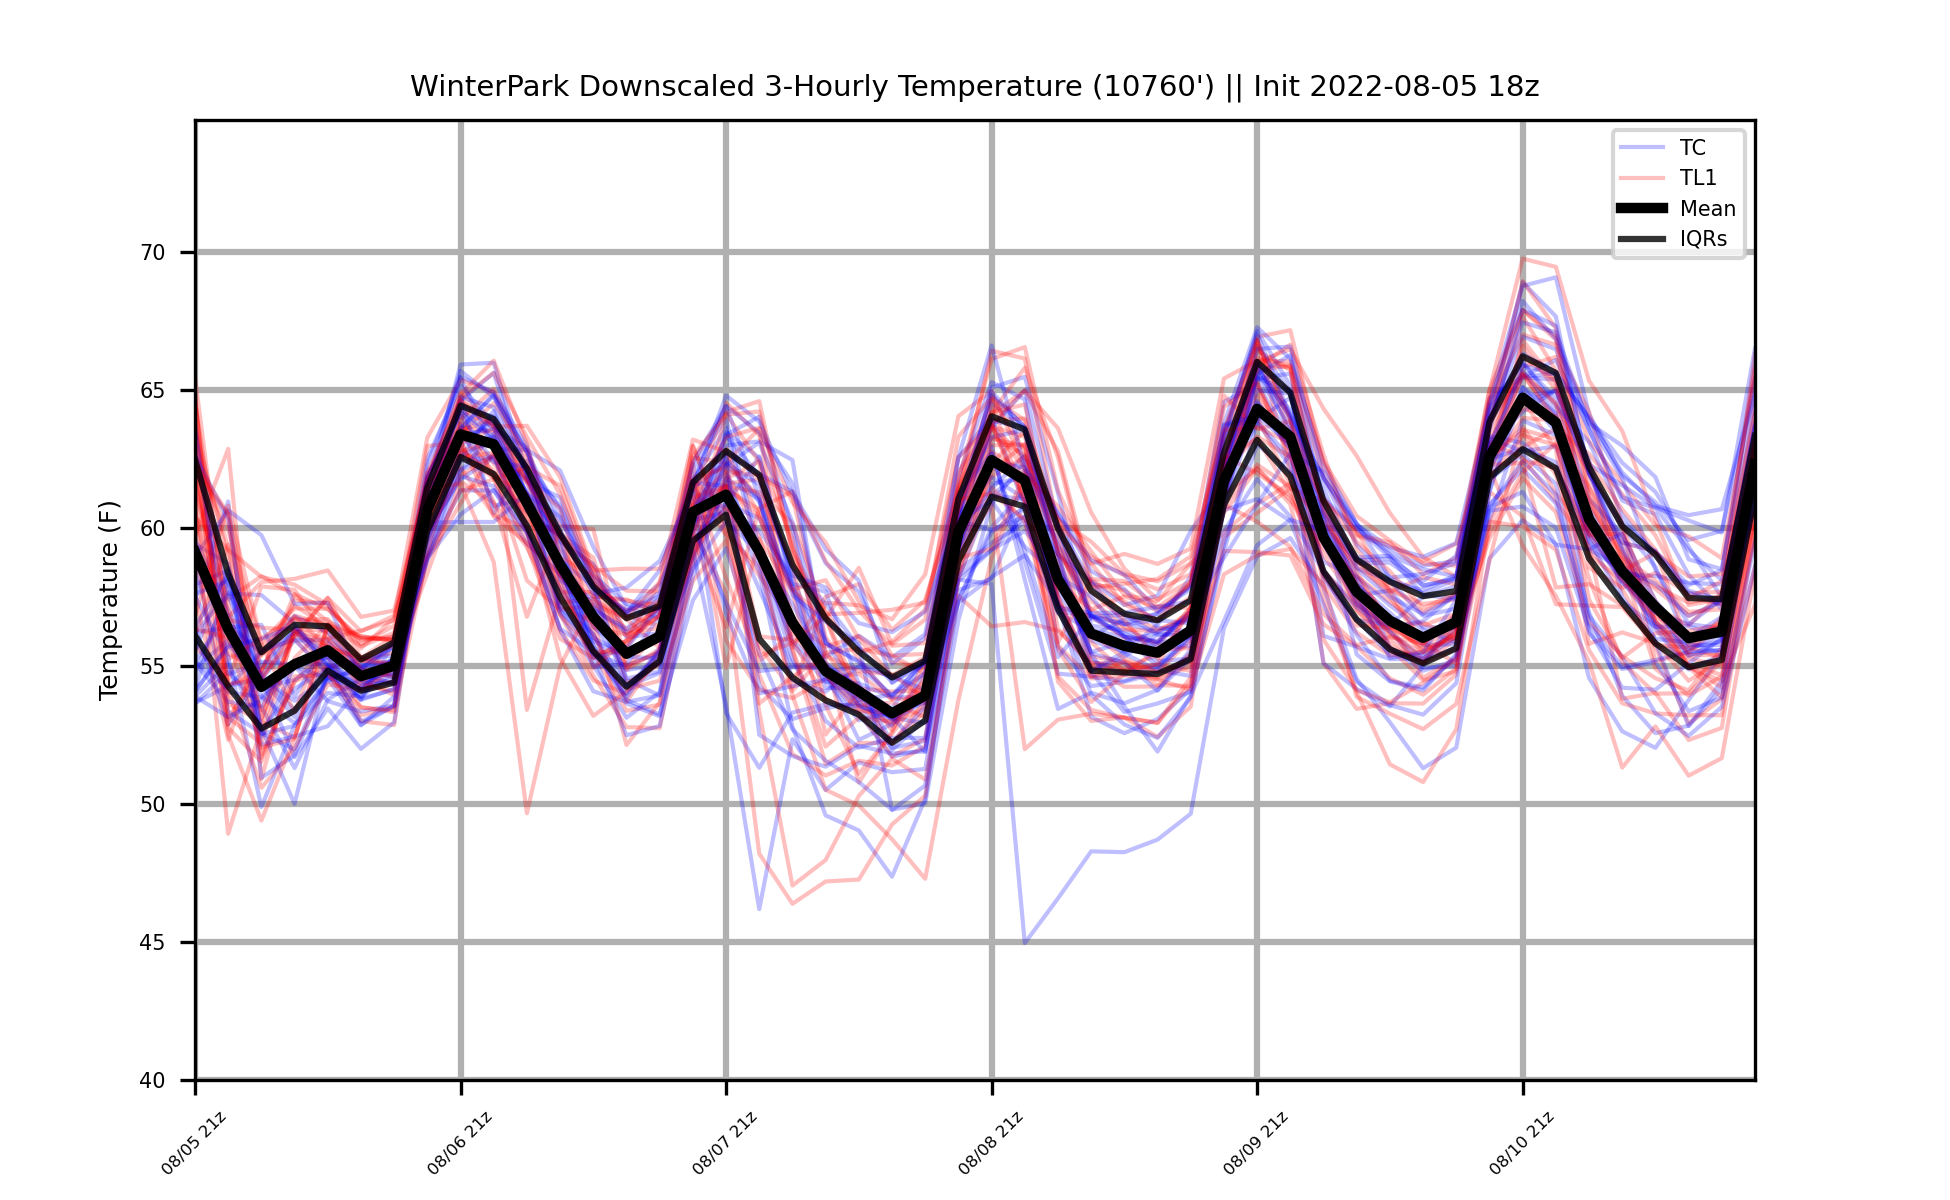 WinterPark Downscaled 3-Hourly Temperature (10760') || Init 2022-08-05 18z
TC
TL1
Mean
IQRs
Temperature (F)
70
65
60
55
50
45
40
08/05 21z
08/06 21z
08/07 21z
08/08 21z
08/09 21z
08/10 21z